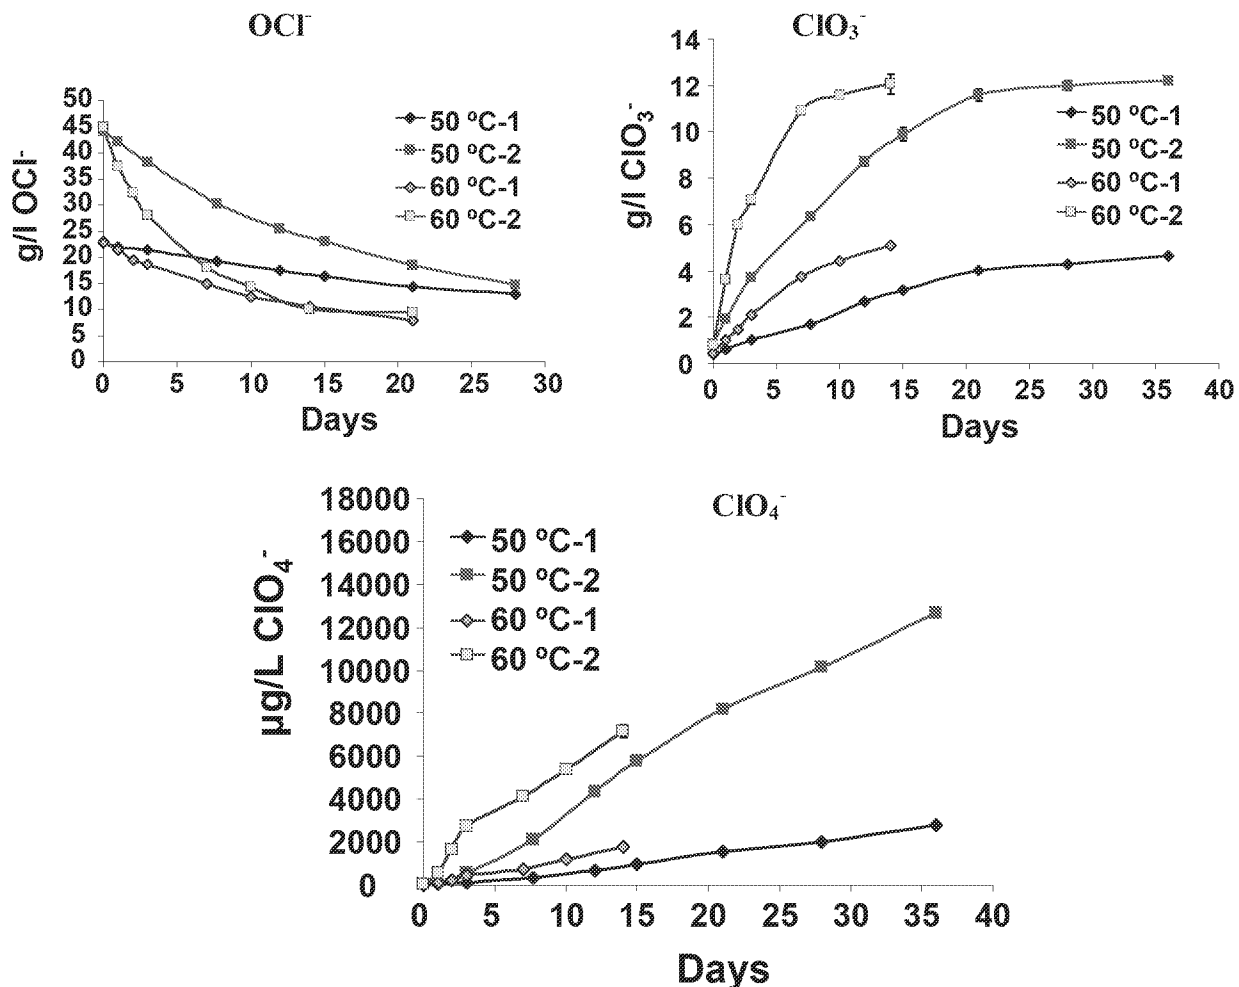 OCl⁻
g/l OCl⁻
50
45
40
35
30
25
20
15
10
5
0
0 5 10 15 20 25 30
Days
50 ºC-1
50 ºC-2
60 ºC-1
60 ºC-2
ClO₃⁻
g/l ClO₃⁻
14
12
10
8
6
4
2
0
0 5 10 15 20 25 30 35 40
Days
50 ºC-1
50 ºC-2
60 ºC-1
60 ºC-2
ClO₄⁻
µg/L ClO₄⁻
18000
16000
14000
12000
10000
8000
6000
4000
2000
0
0 5 10 15 20 25 30 35 40
Days
50 ºC-1
50 ºC-2
60 ºC-1
60 ºC-2